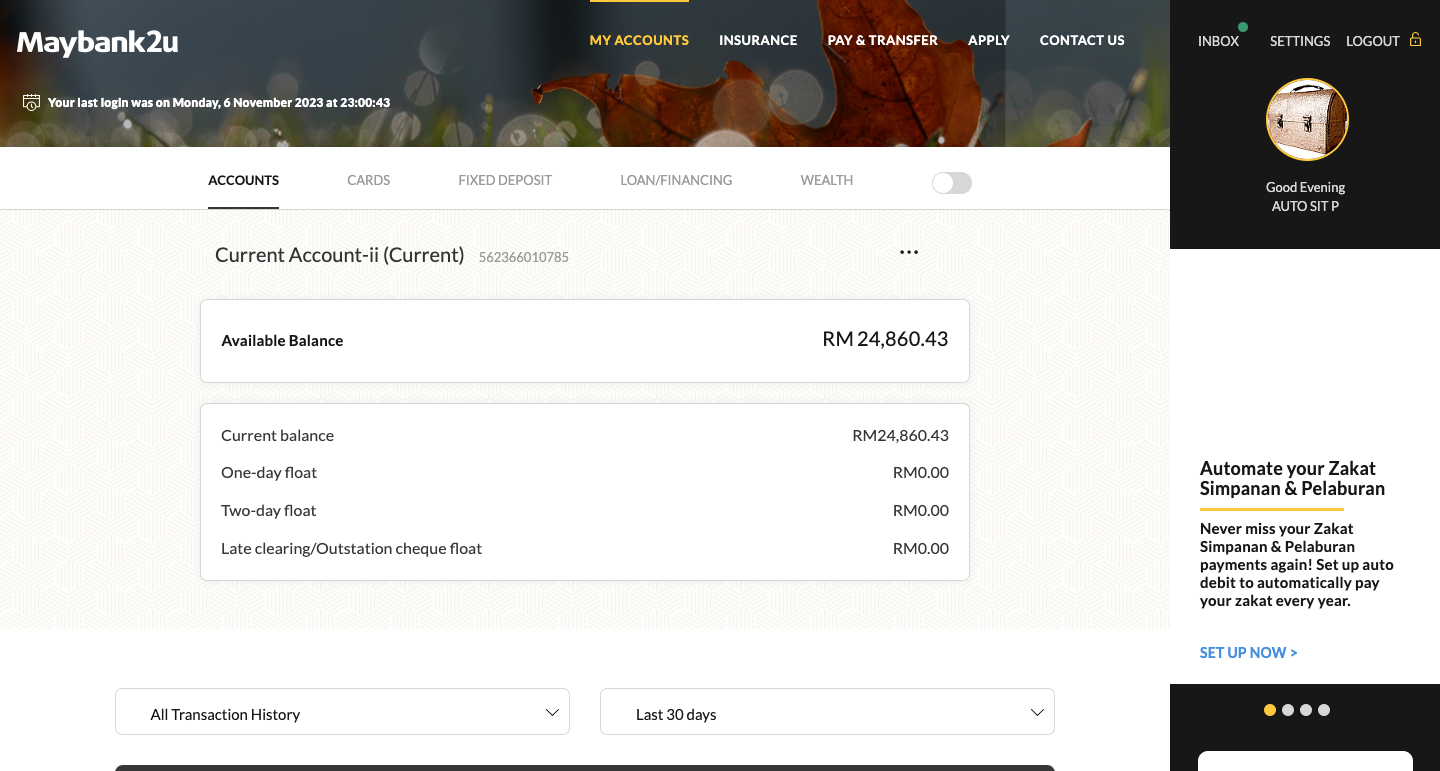 Maybank2u
MY ACCOUNTS INSURANCE PAY & TRANSFER APPLY CONTACT US
INBOX SETTINGS LOGOUT
Your last login was on Monday, 6 November 2023 at 23:00:43
Good Evening
AUTO SIT P
ACCOUNTS CARDS FIXED DEPOSIT LOAN/FINANCING WEALTH
Current Account-ii (Current) 562366010785
Available Balance RM 24,860.43
Current balance RM24,860.43
One-day float RM0.00
Two-day float RM0.00
Late clearing/Outstation cheque float RM0.00
Automate your Zakat
Simpanan & Pelaburan
Never miss your Zakat
Simpanan & Pelaburan
payments again! Set up auto
debit to automatically pay
your zakat every year.
SET UP NOW >
All Transaction History Last 30 days